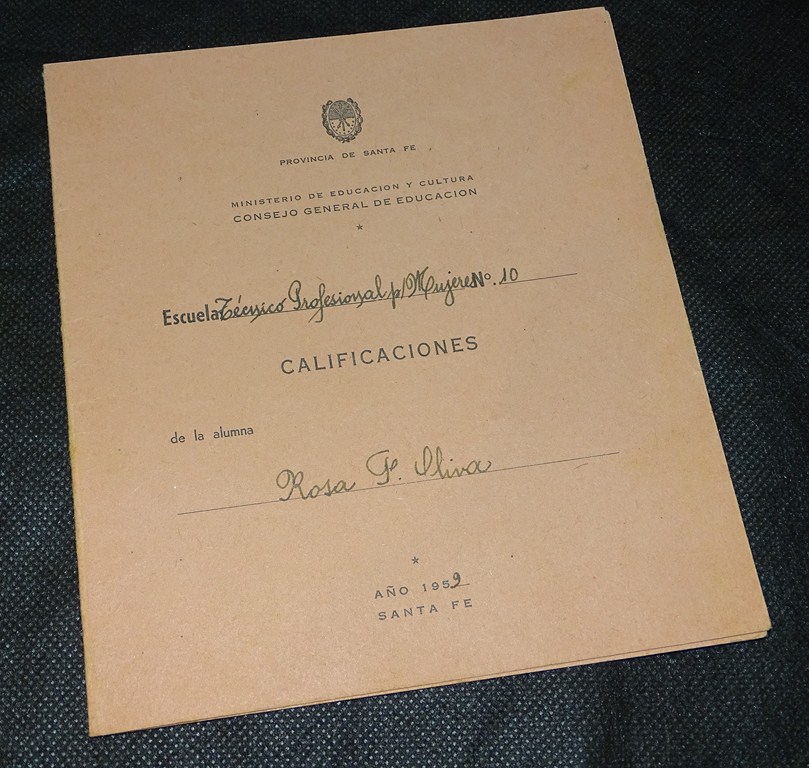 PROVINCIA DE SANTA FE
MINISTERIO DE EDUCACION Y CULTURA
CONSEJO GENERAL DE EDUCACION
Escuela Técnico Profesional p/ Mujeres Nº. 10
CALIFICACIONES
de la alumna
Rosa F. Oliva
AÑO 1959
SANTA FE